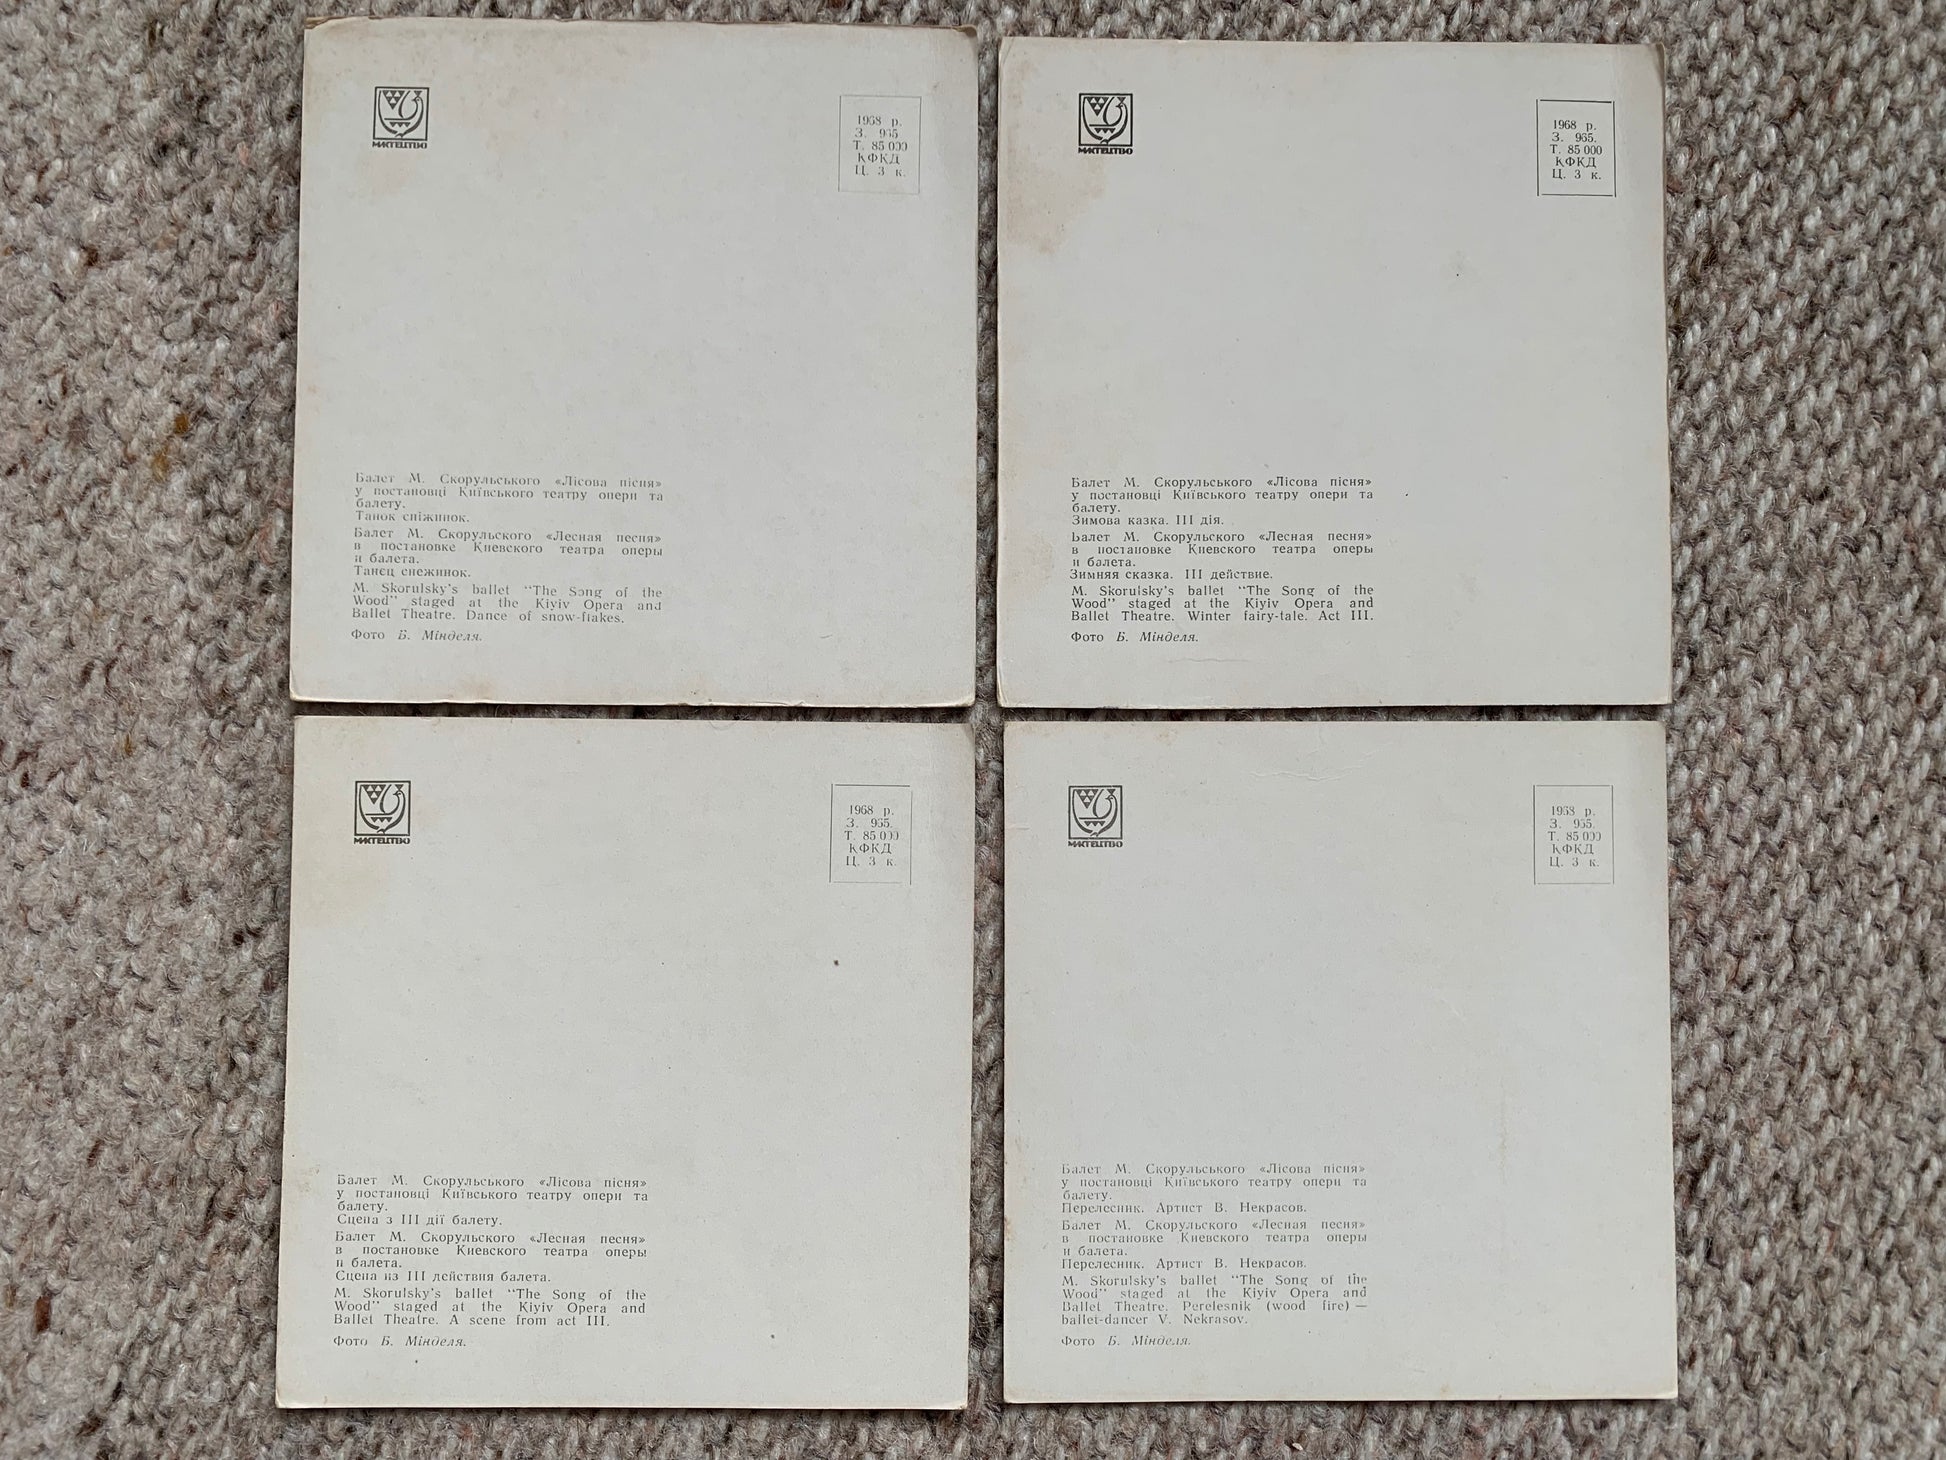 МИСТЕЦТВО
1968 р.
З. 965
Т. 85 000
КФКД
Ц. 3 к.
Балет М. Скорульського «Лісова пісня»
у постановці Київського театру опери та
балету.
Танок сніжинок.
Балет М. Скорульского «Лесная песня»
в постановке Киевского театра оперы
и балета.
Танец снежинок.
M. Skorulsky's ballet "The Song of the
Wood" staged at the Kiyiv Opera and
Ballet Theatre. Dance of snow-flakes.
Фото Б. Мінделя.
МИСТЕЦТВО
1968 р.
З. 965.
Т. 85 000
КФКД
Ц. 3 к.
Балет М. Скорульського «Лісова пісня»
у постановці Київського театру опери та
балету.
Зимова казка. III дія.
Балет М. Скорульского «Лесная песня»
в постановке Киевского театра оперы
и балета.
Зимняя сказка. III действие.
M. Skorulsky's ballet "The Song of the
Wood" staged at the Kiyiv Opera and
Ballet Theatre. Winter fairy-tale. Act III.
Фото Б. Мінделя.
МИСТЕЦТВО
1968 р.
З. 965.
Т. 85 000
КФКД
Ц. 3 к.
Балет М. Скорульського «Лісова пісня»
у постановці Київського театру опери та
балету.
Сцена з III дії балету.
Балет М. Скорульского «Лесная песня»
в постановке Киевского театра оперы
и балета.
Сцена из III действия балета.
M. Skorulsky's ballet "The Song of the
Wood" staged at the Kiyiv Opera and
Ballet Theatre. A scene from act III.
Фото Б. Мінделя.
МИСТЕЦТВО
1968 р.
З. 965.
Т. 85 000
КФКД
Ц. 3 к.
Балет М. Скорульського «Лісова пісня»
у постановці Київського театру опери та
балету.
Перелесник. Артист В. Некрасов.
Балет М. Скорульского «Лесная песня»
в постановке Киевского театра оперы
и балета.
Перелесник. Артист В. Некрасов.
M. Skorulsky's ballet "The Song of the
Wood" staged at the Kiyiv Opera and
Ballet Theatre. Perelesnik (wood fire) —
ballet-dancer V. Nekrasov.
Фото Б. Мінделя.